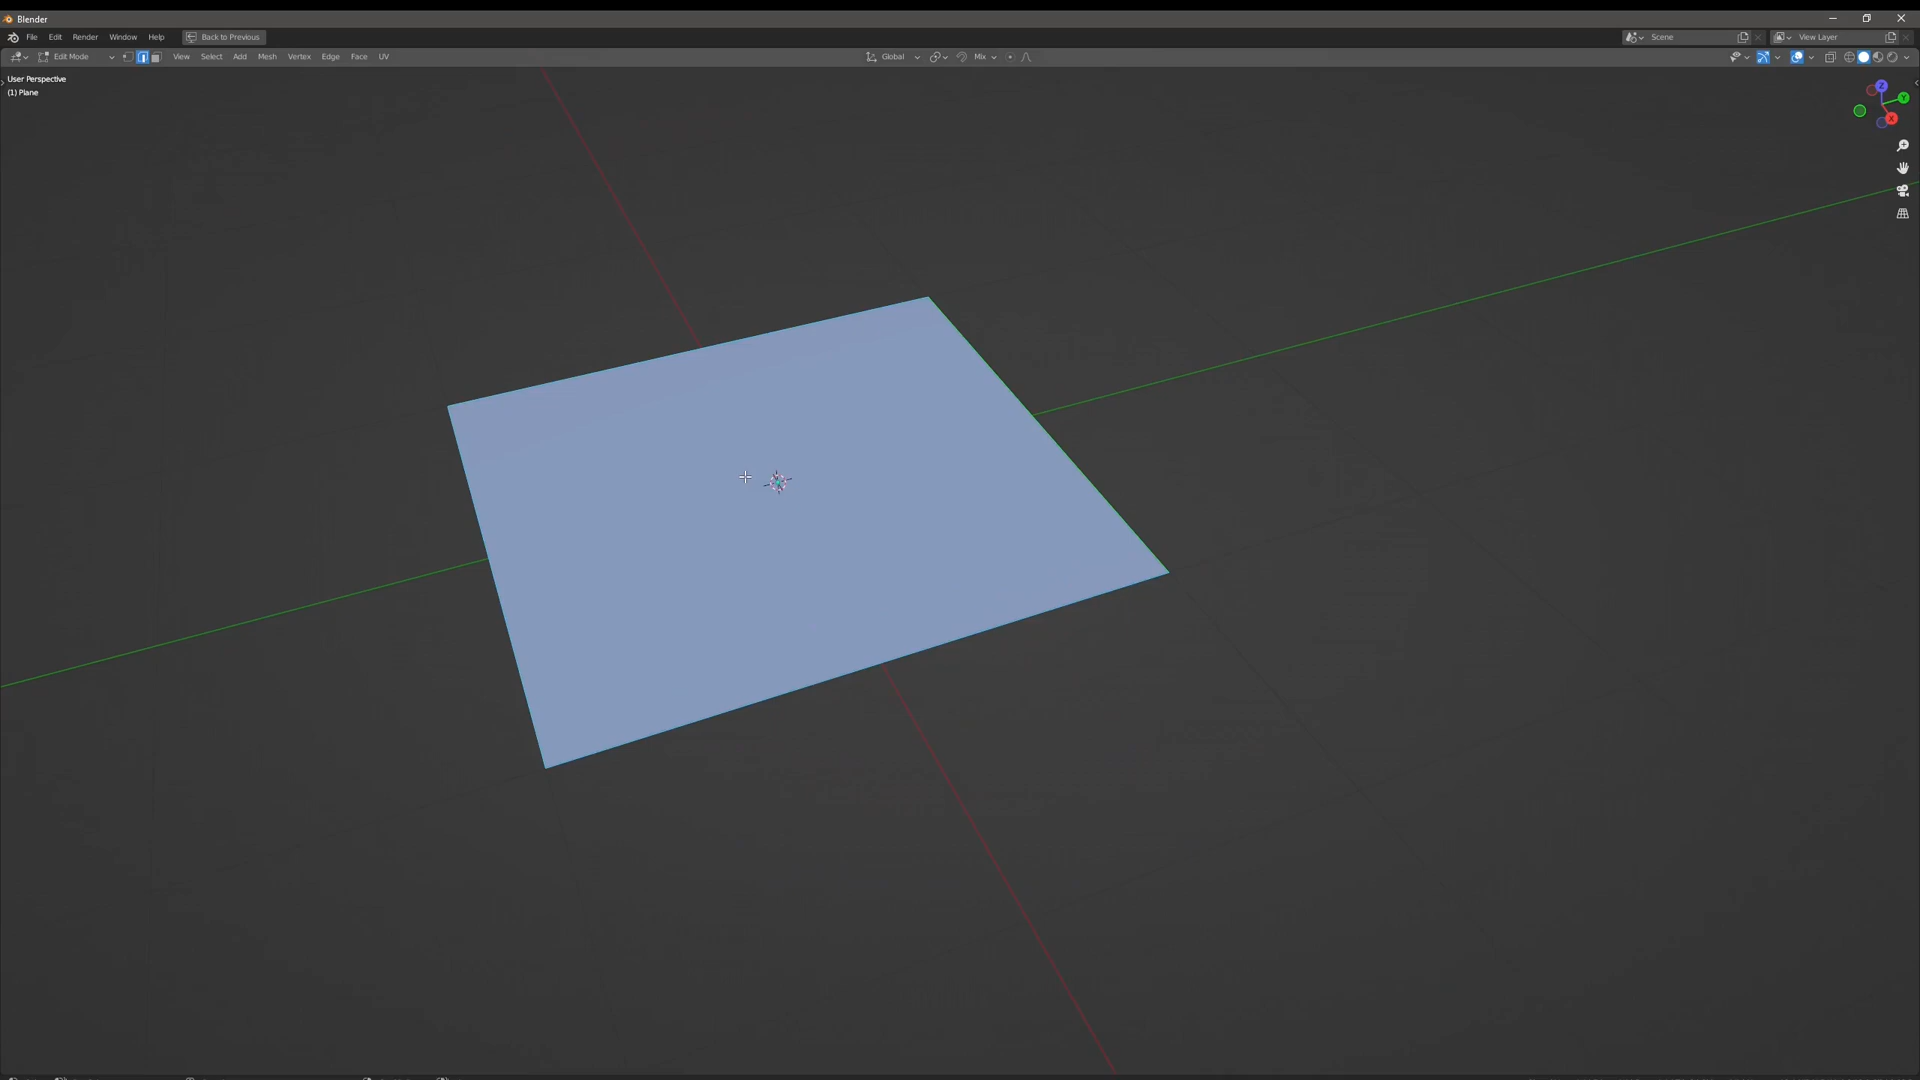 Blender
File Edit Render Window Help Back to Previous Scene View Layer
Edit Mode View Select Add Mesh Vertex Edge Face UV Global Mix
User Perspective
(1) Plane
Z
Y
X